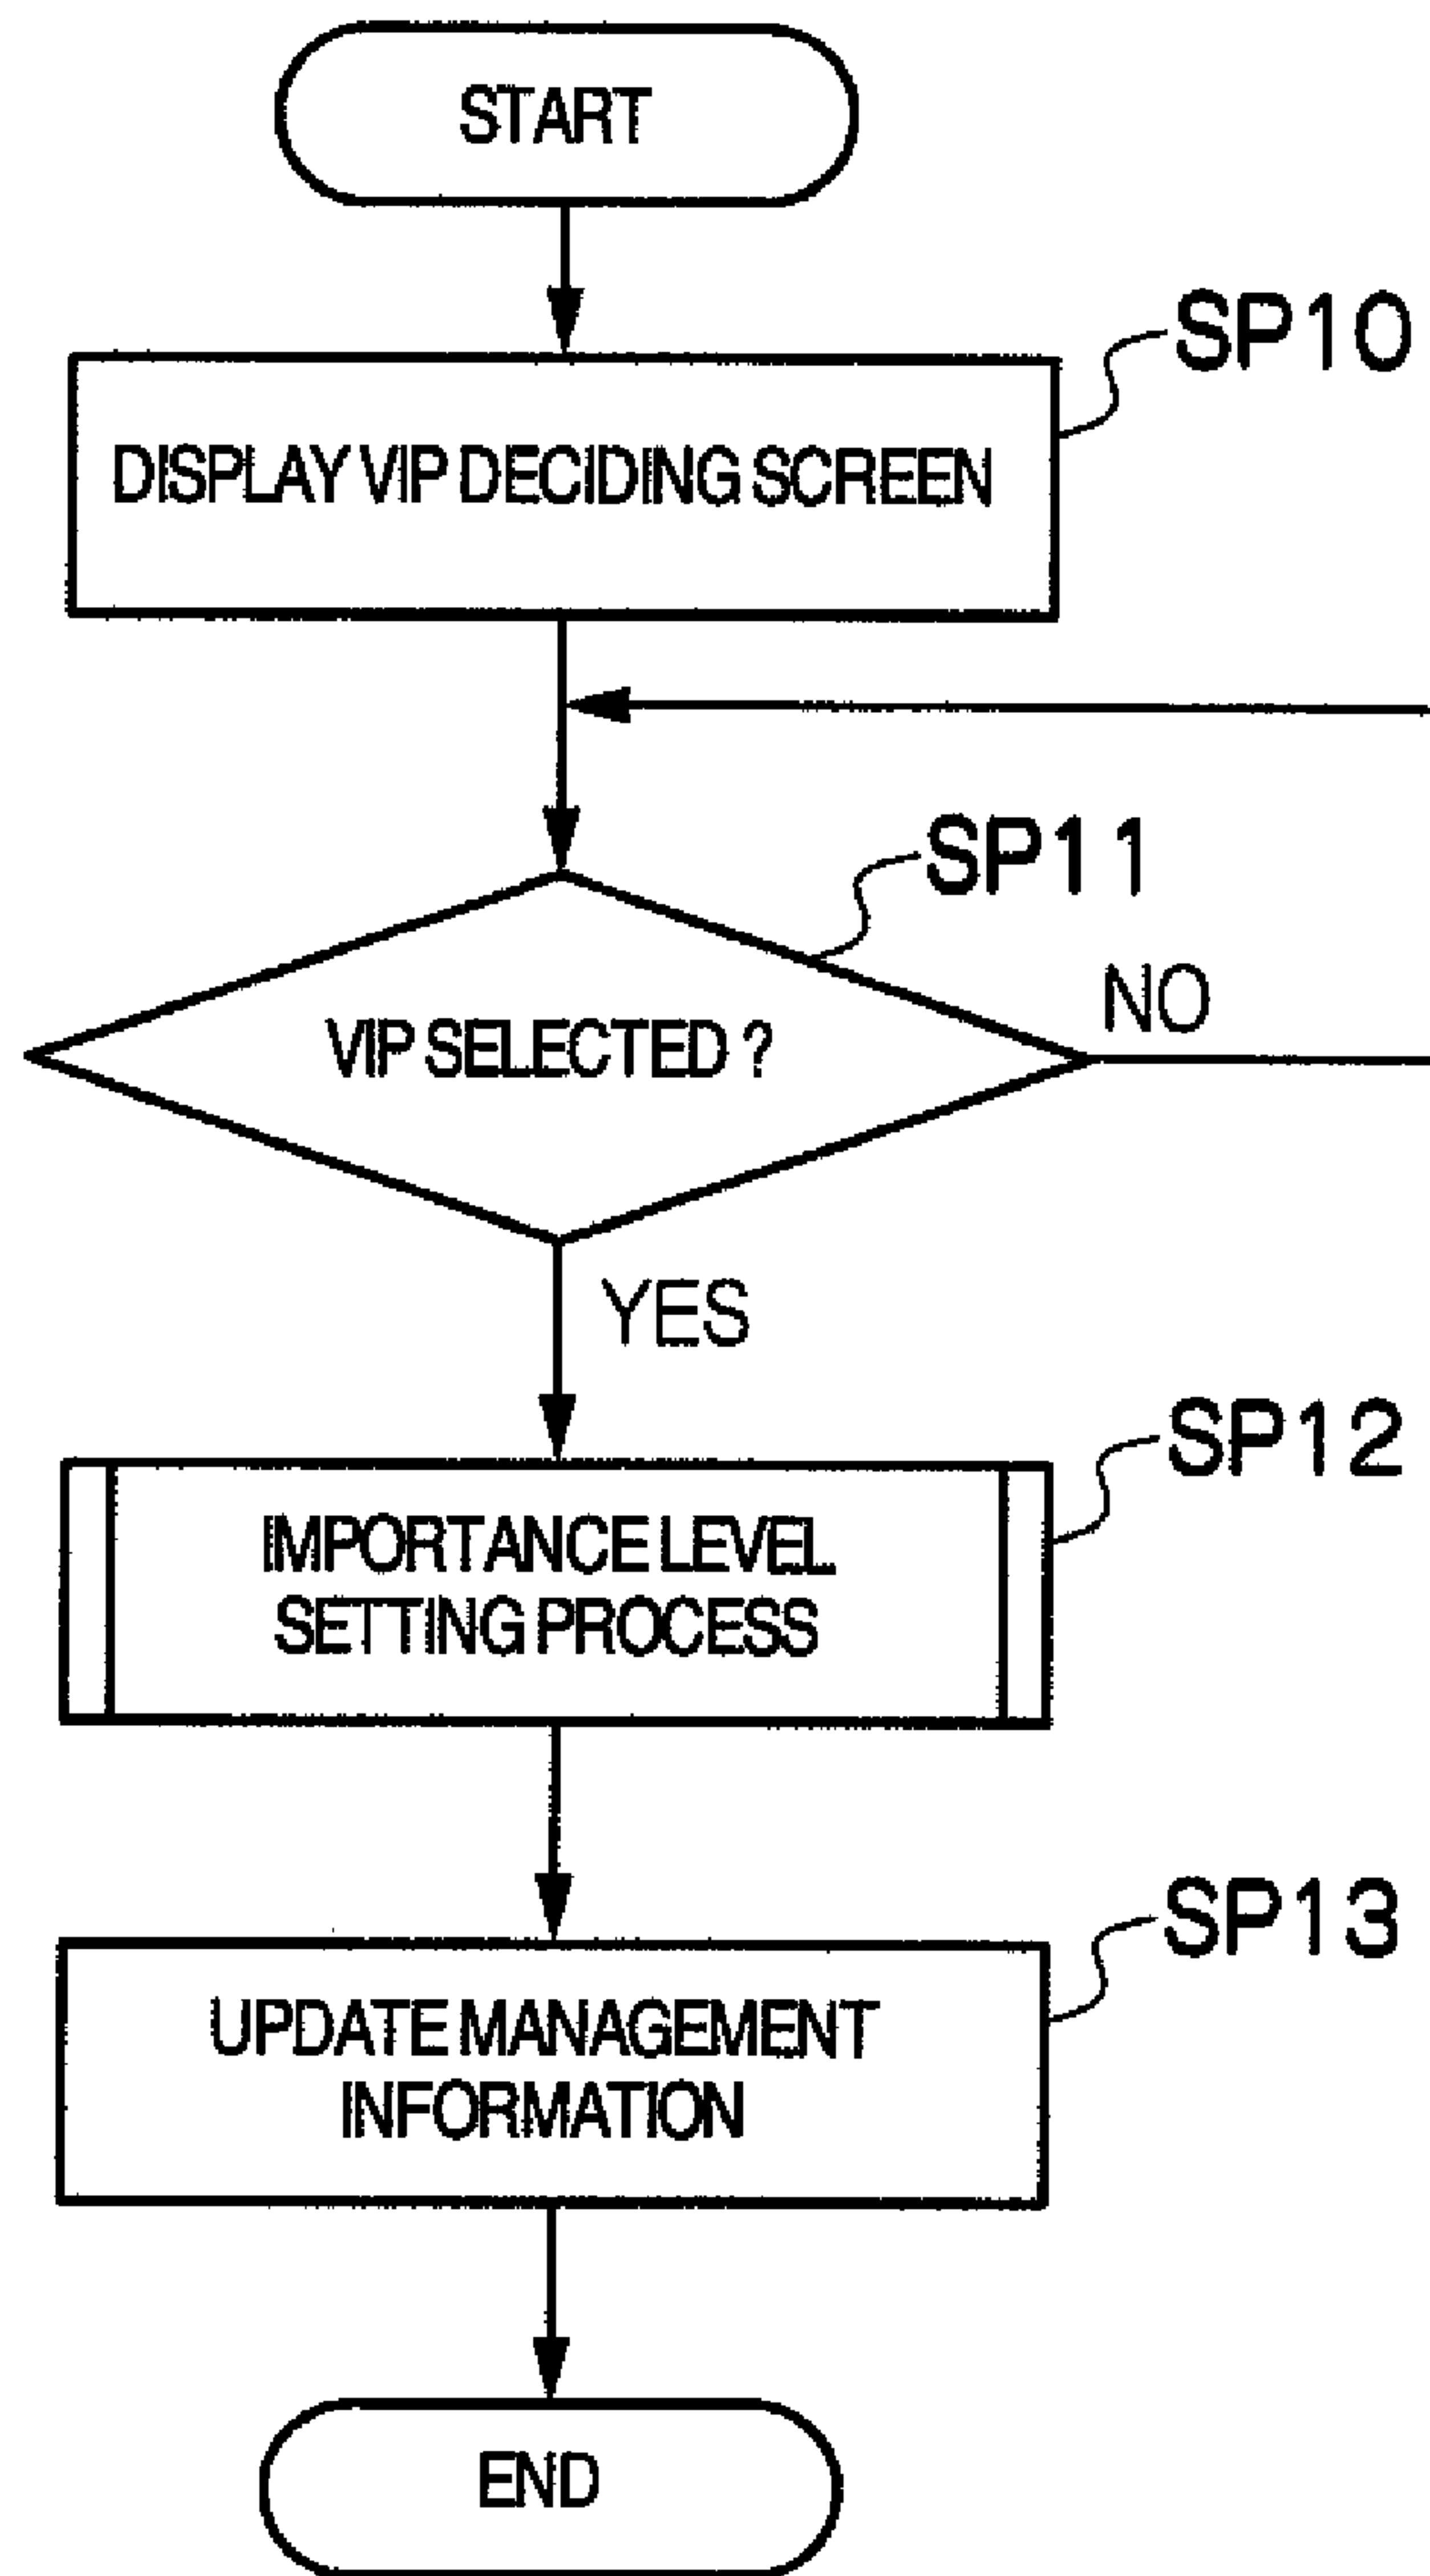 START
SP10
DISPLAY VIP DECIDING SCREEN
SP11
NO
VIP SELECTED ?
YES
SP12
IMPORTANCE LEVEL
SETTING PROCESS
SP13
UPDATE MANAGEMENT
INFORMATION
END